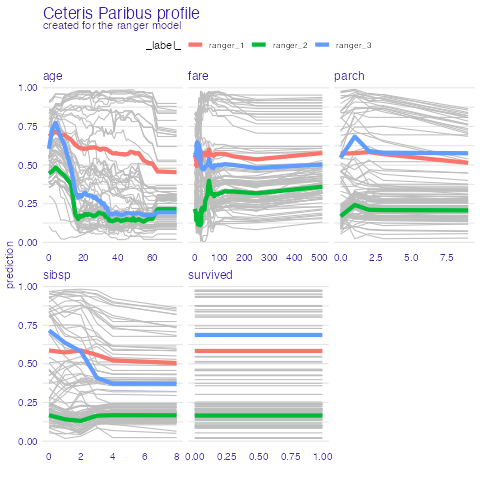 Ceteris Paribus profile
created for the ranger model
_label_ ranger_1 ranger_2 ranger_3
age fare parch
1.00
0.75
0.50
0.25
0.00
0 20 40 60 0 100 200 300 400 500 0.0 2.5 5.0 7.5
prediction
sibsp survived
1.00
0.75
0.50
0.25
0.00
0 2 4 6 8 0.00 0.25 0.50 0.75 1.00